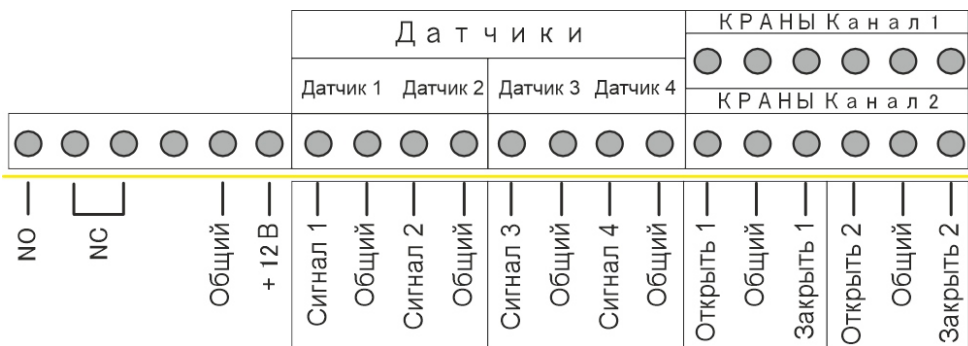 Датчики
КРАНЫ Канал 1
Датчик 1 Датчик 2 Датчик 3 Датчик 4
КРАНЫ Канал 2
NO
NC
Общий
+ 12 В
Сигнал 1
Общий
Сигнал 2
Общий
Сигнал 3
Общий
Сигнал 4
Общий
Открыть 1
Общий
Закрыть 1
Открыть 2
Общий
Закрыть 2